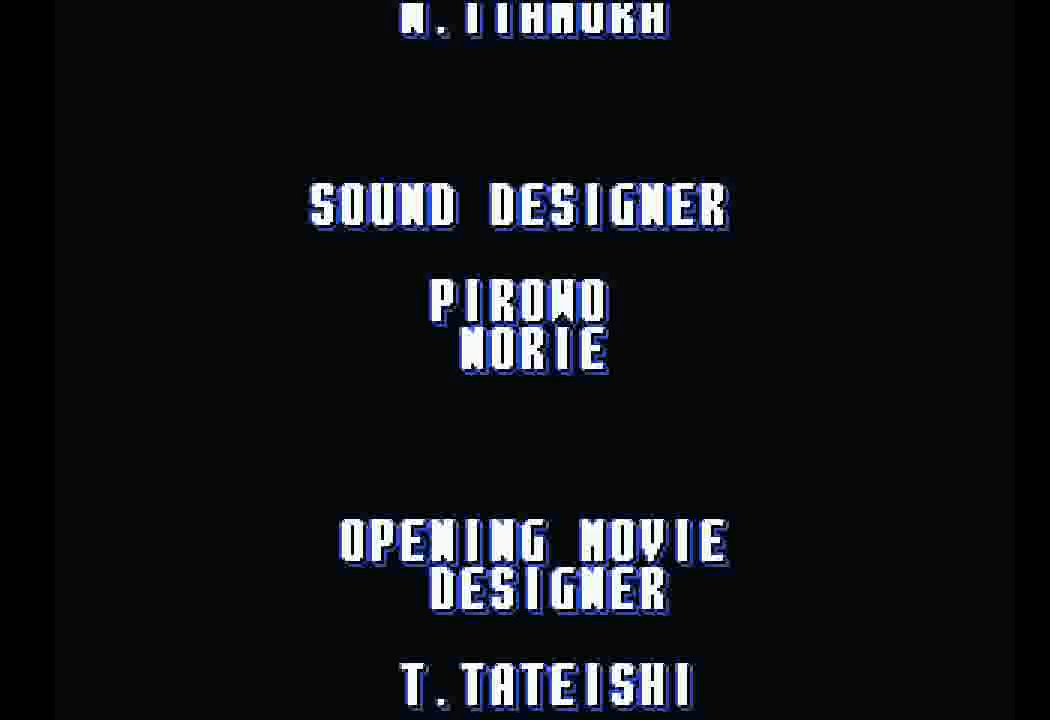 SOUND DESIGNER
PIROWO
NORIE
OPENING MOVIE
DESIGNER
T.TATEISHI